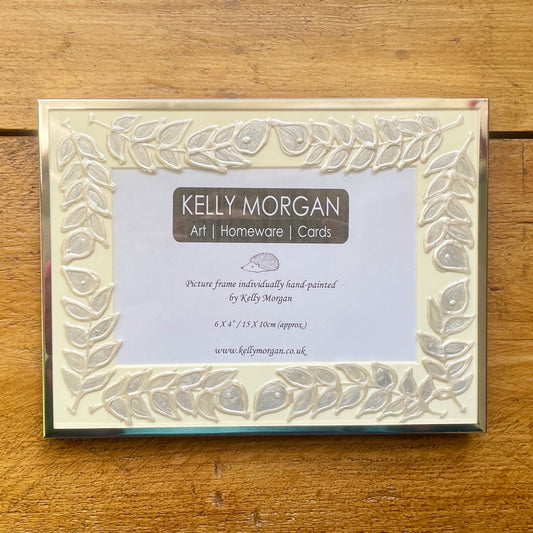 KELLY MORGAN
Art | Homeware | Cards
Picture frame individually hand-painted
by Kelly Morgan
6 X 4" / 15 X 10cm (approx.)
www.kellymorgan.co.uk